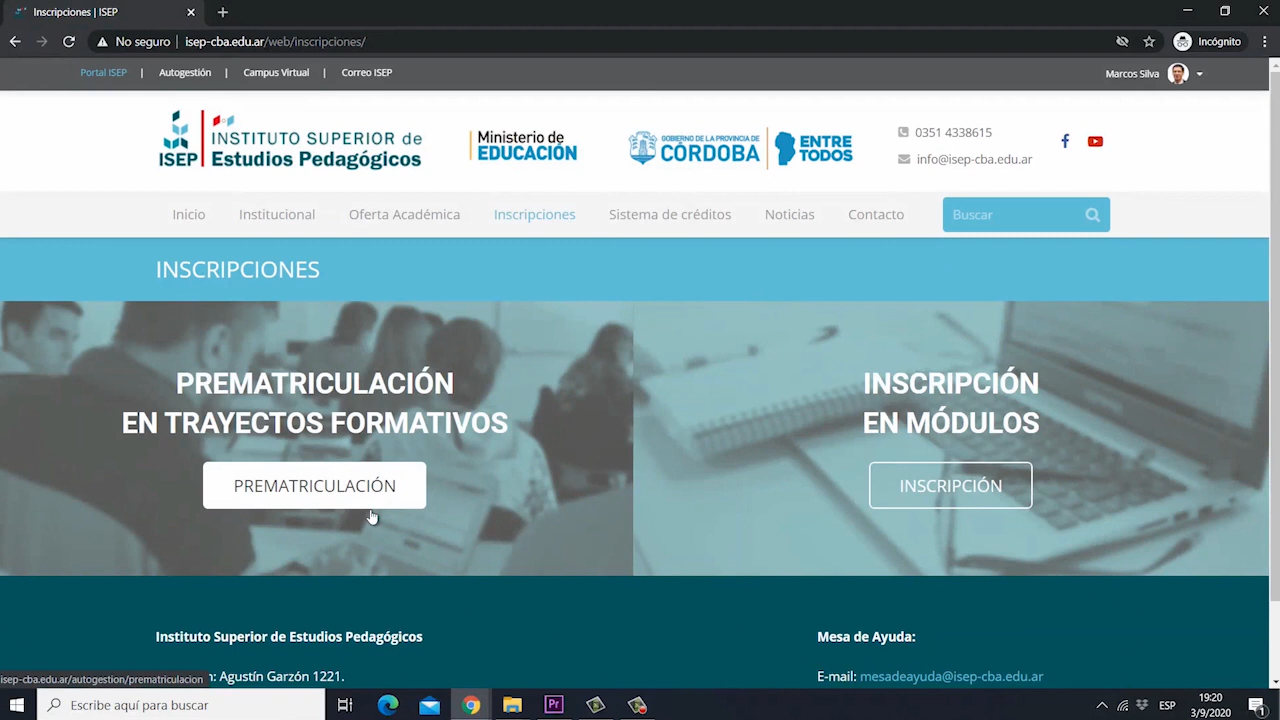 Inscripciones | ISEP
No seguro | isep-cba.edu.ar/web/inscripciones/
Incógnito
Portal ISEP | Autogestión | Campus Virtual | Correo ISEP
Marcos Silva
ISEP
INSTITUTO SUPERIOR de
Estudios Pedagógicos
Ministerio de
EDUCACIÓN
GOBIERNO DE LA PROVINCIA DE
CÓRDOBA
ENTRE
TODOS
0351 4338615
info@isep-cba.edu.ar
Inicio
Institucional
Oferta Académica
Inscripciones
Sistema de créditos
Noticias
Contacto
Buscar
INSCRIPCIONES
PREMATRICULACIÓN
EN TRAYECTOS FORMATIVOS
PREMATRICULACIÓN
INSCRIPCIÓN
EN MÓDULOS
INSCRIPCIÓN
Instituto Superior de Estudios Pedagógicos
Agustín Garzón 1221.
Mesa de Ayuda:
E-mail: mesadeayuda@isep-cba.edu.ar
isep-cba.edu.ar/autogestion/prematriculacion
Escribe aquí para buscar
Pr
ESP
19:20
3/9/2020
1